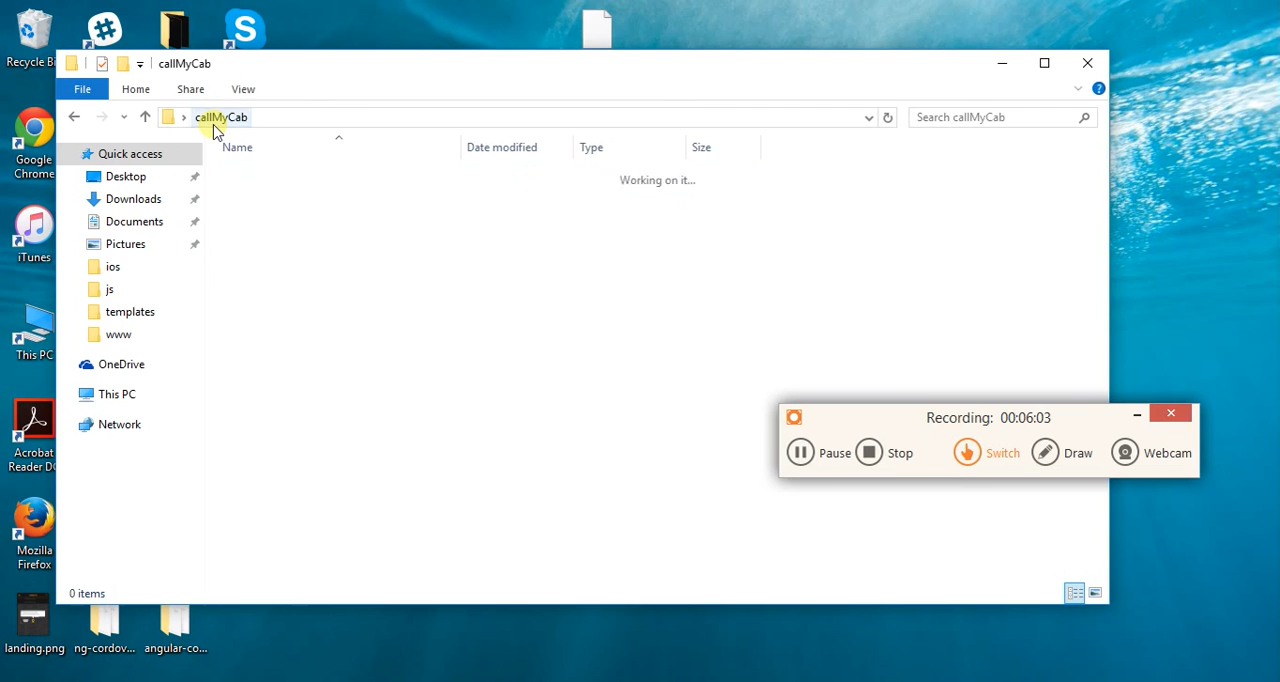 Recycle Bi
callMyCab
File
Home
Share
View
?
callMyCab
Search callMyCab
Name
Date modified
Type
Size
Working on it...
Google
Chrome
iTunes
This PC
Acrobat
Reader DC
Mozilla
Firefox
landing.png
ng-cordov...
angular-co...
Quick access
Desktop
Downloads
Documents
Pictures
ios
js
templates
www
OneDrive
This PC
Network
0 items
Recording: 00:06:03
Pause
Stop
Switch
Draw
Webcam